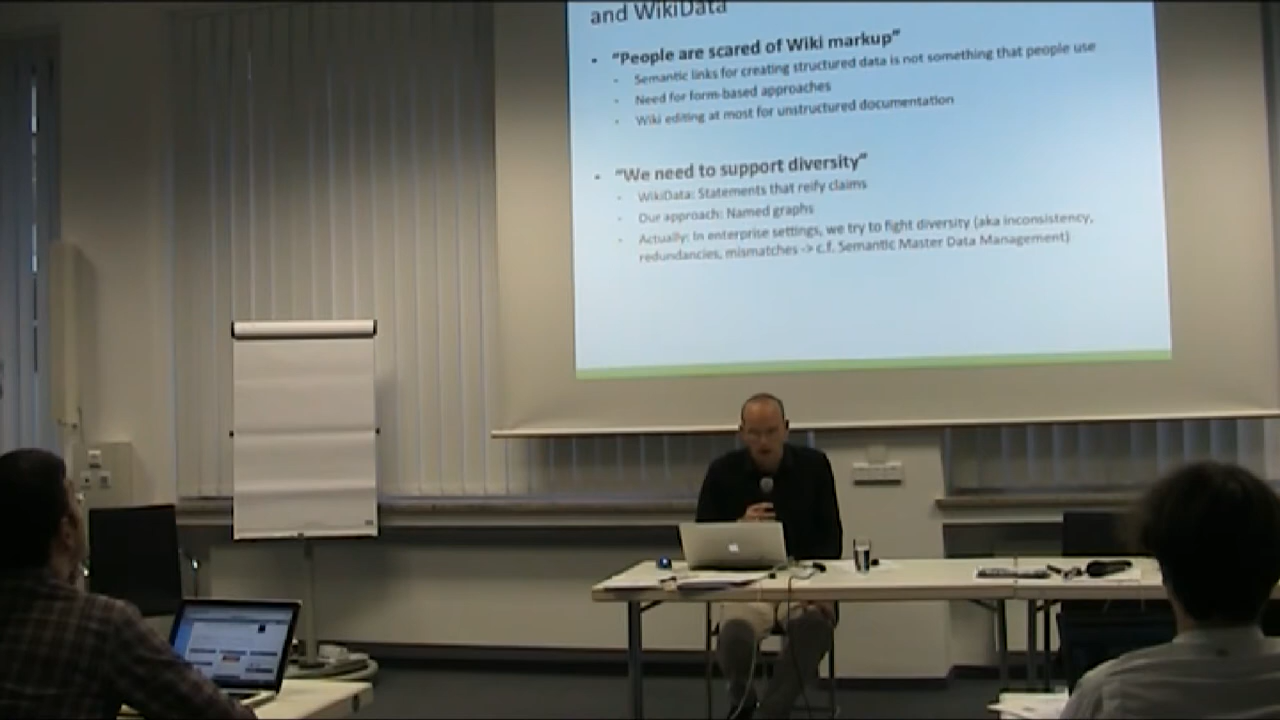 and WikiData
• "People are scared of Wiki markup"
- Semantic links for creating structured data is not something that people use
- Need for form-based approaches
- Wiki editing at most for unstructured documentation
• "We need to support diversity"
- WikiData: Statements that reify claims
- Our approach: Named graphs
- Actually: In enterprise settings, we try to fight diversity (aka inconsistency,
redundancies, mismatches -> c.f. Semantic Master Data Management)